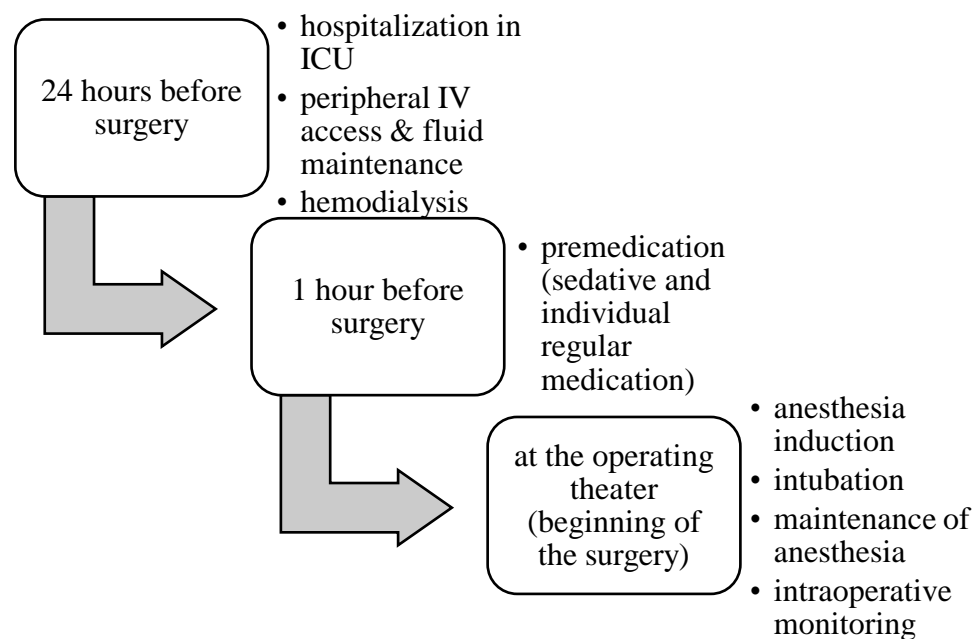 24 hours before
surgery
• hospitalization in
ICU
• peripheral IV
access & fluid
maintenance
• hemodialysis
1 hour before
surgery
• premedication
(sedative and
individual
regular
medication)
at the operating
theater
(beginning of
the surgery)
• anesthesia
induction
• intubation
• maintenance of
anesthesia
• intraoperative
monitoring